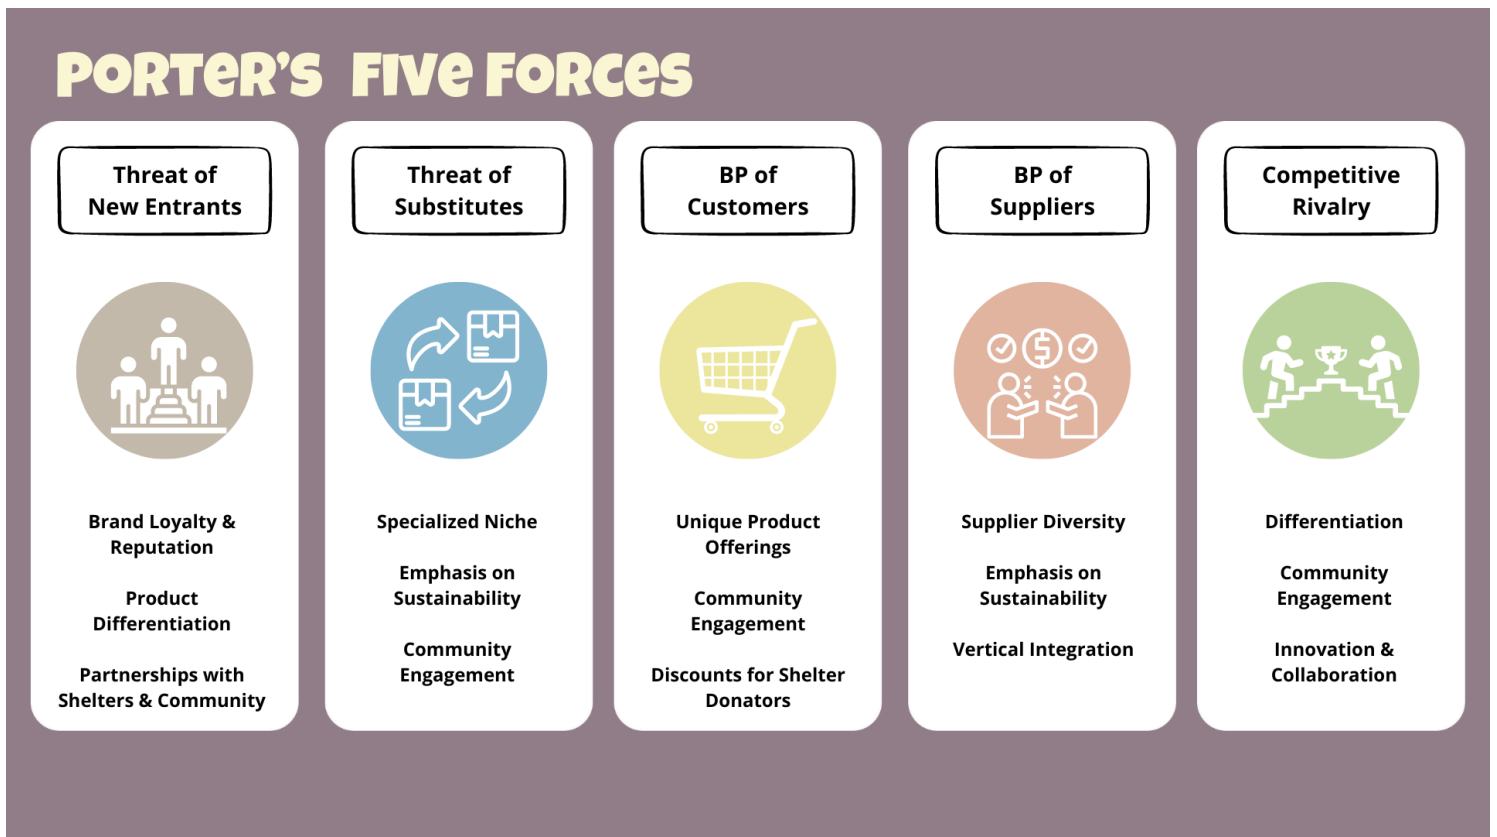 PORTER'S FIVE FORCES
Threat of
New Entrants
Brand Loyalty &
Reputation
Product
Differentiation
Partnerships with
Shelters & Community
Threat of
Substitutes
Specialized Niche
Emphasis on
Sustainability
Community
Engagement
BP of
Customers
Unique Product
Offerings
Community
Engagement
Discounts for Shelter
Donators
BP of
Suppliers
$
Supplier Diversity
Emphasis on
Sustainability
Vertical Integration
Competitive
Rivalry
Differentiation
Community
Engagement
Innovation &
Collaboration